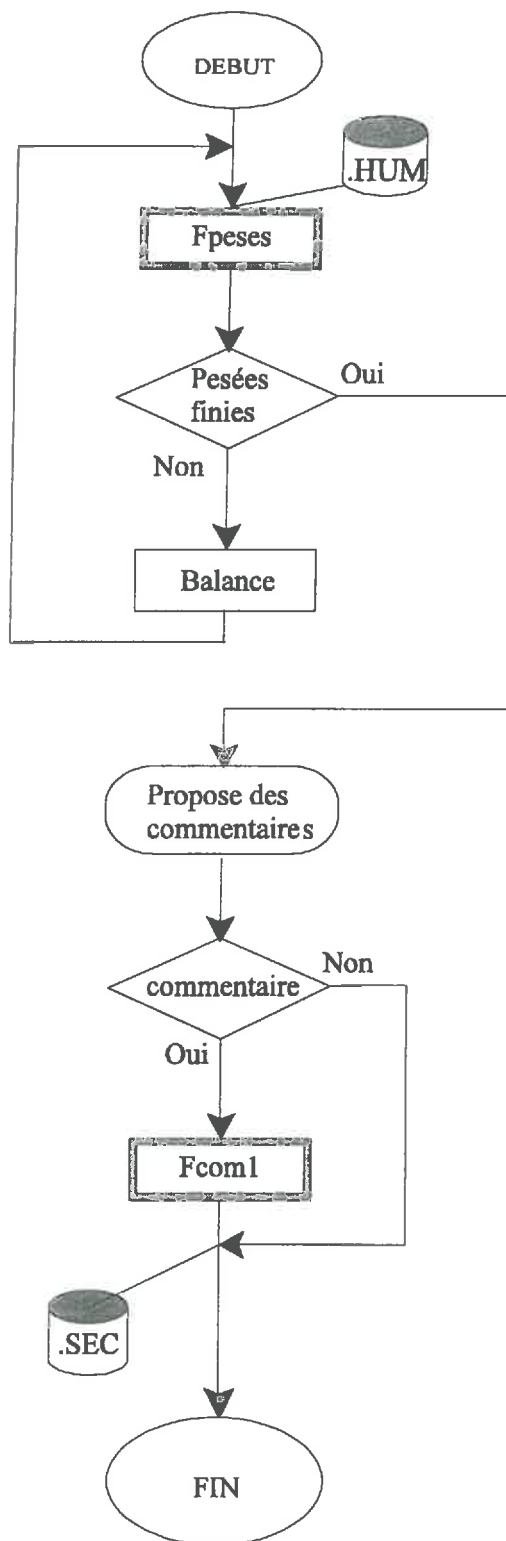 DEBUT
.HUM
Fpeses
Pesées
finies
Oui
Non
Balance
Propose des
commentaires
commentaire
Non
Oui
Fcom1
.SEC
FIN